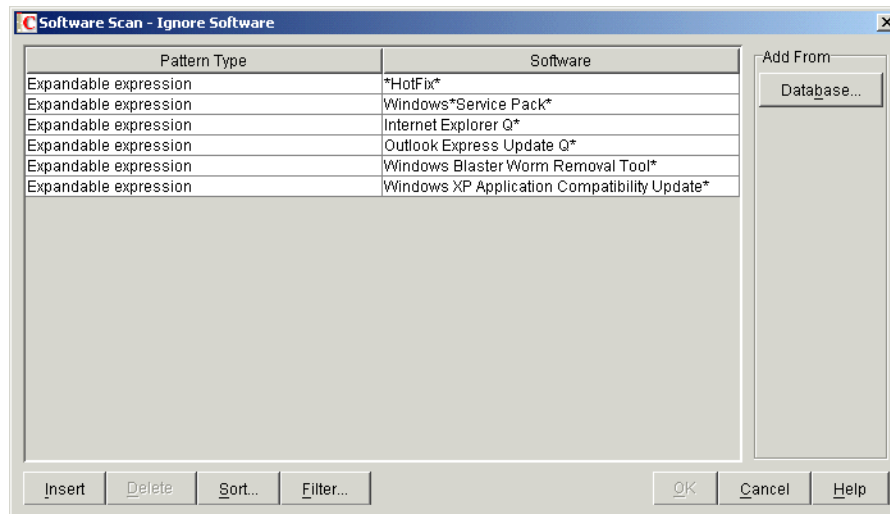 C Software Scan - Ignore Software
Pattern Type Software
Expandable expression *HotFix*
Expandable expression Windows*Service Pack*
Expandable expression Internet Explorer Q*
Expandable expression Outlook Express Update Q*
Expandable expression Windows Blaster Worm Removal Tool*
Expandable expression Windows XP Application Compatibility Update*
Add From
Database...
Insert Delete Sort... Filter... OK Cancel Help